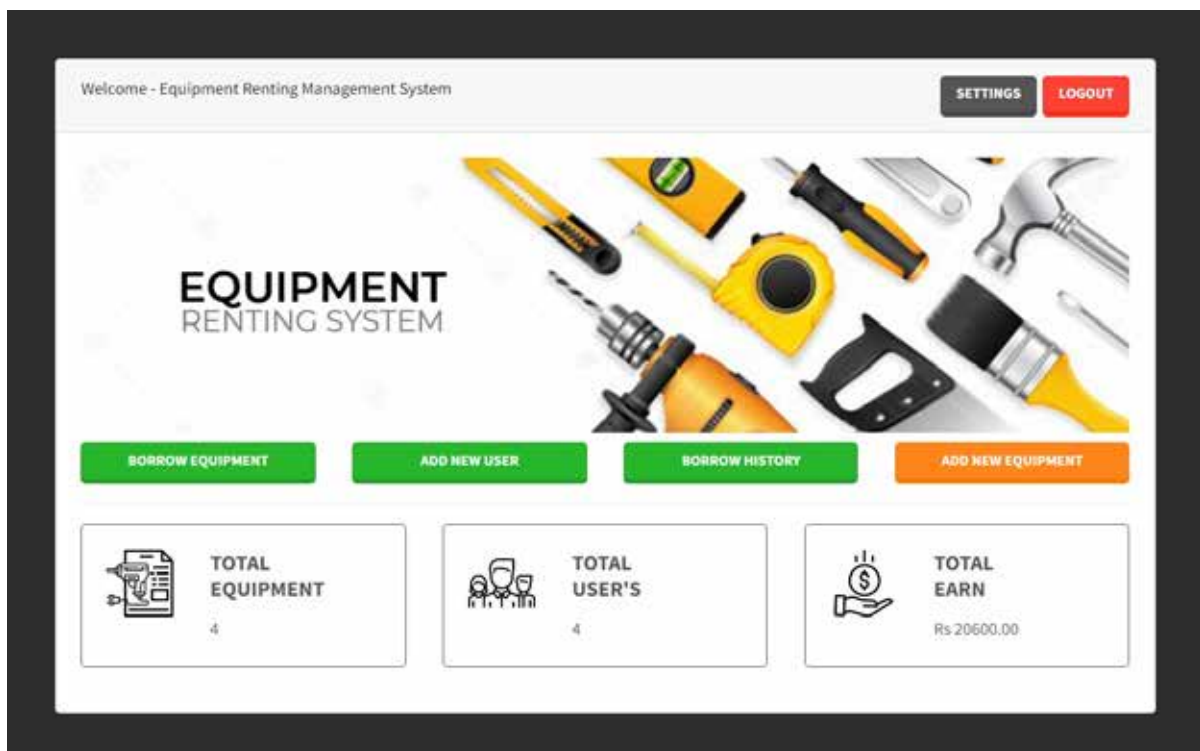 Welcome - Equipment Renting Management System
SETTINGS
LOGOUT
EQUIPMENT
RENTING SYSTEM
BORROW EQUIPMENT
ADD NEW USER
BORROW HISTORY
ADD NEW EQUIPMENT
TOTAL
EQUIPMENT
4
TOTAL
USER'S
4
$
TOTAL
EARN
Rs 20600.00